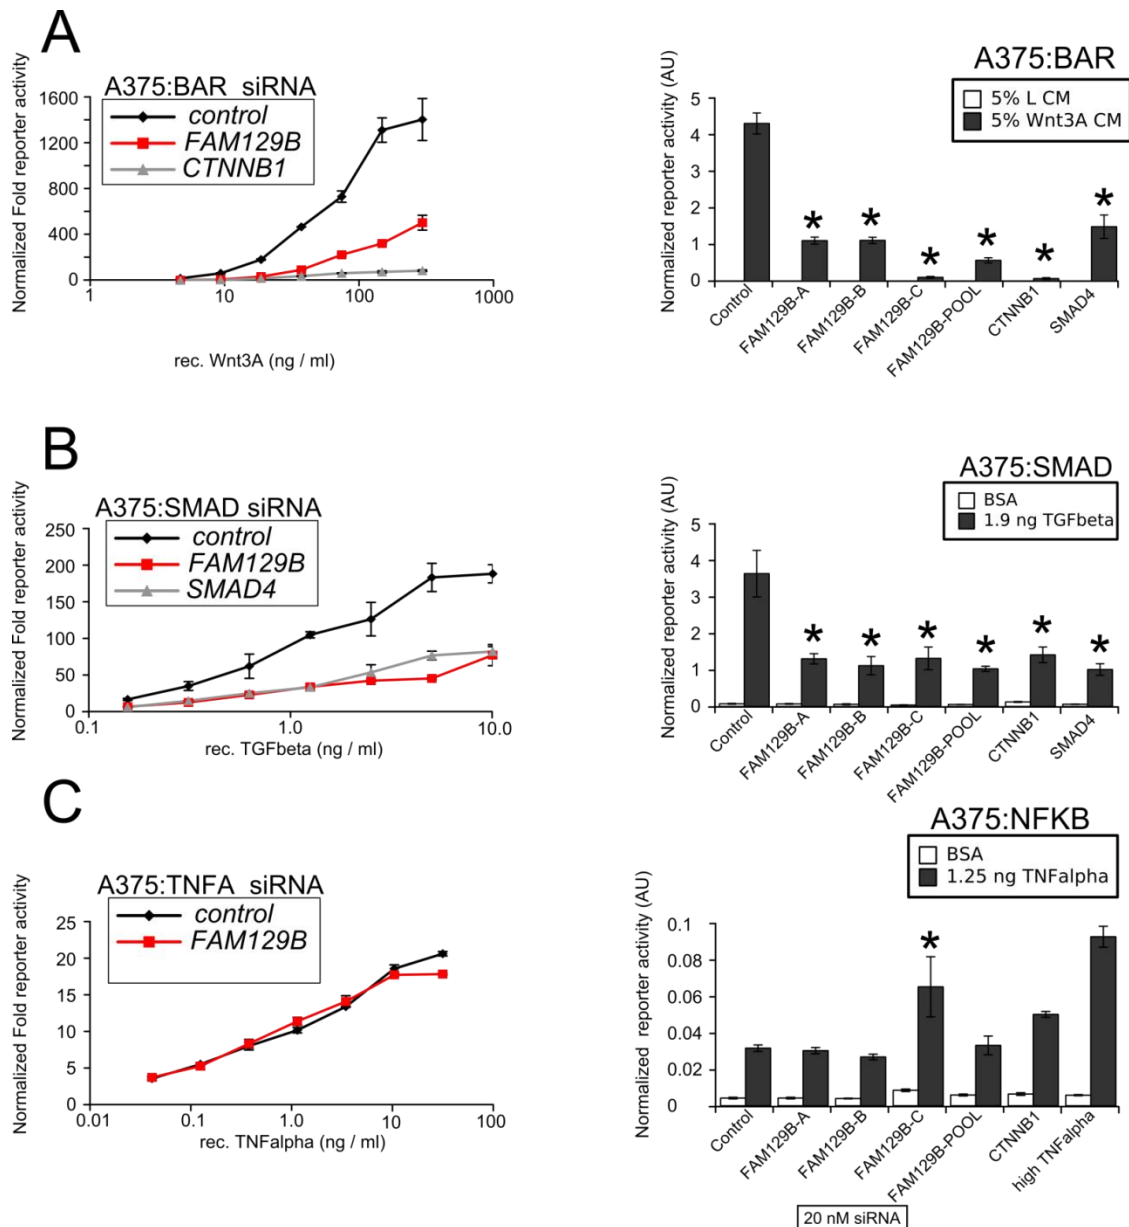 A
A375:BAR siRNA
control
FAM129B
CTNNB1
Normalized Fold reporter activity
1600
1200
800
400
0
1
10
100
1000
rec. Wnt3A (ng / ml)
A375:BAR
5% L CM
5% Wnt3A CM
Normalized reporter activity (AU)
5
4
3
2
1
0
*
*
*
*
*
*
Control
FAM129B-A
FAM129B-B
FAM129B-C
FAM129B-POOL
CTNNB1
SMAD4
B
A375:SMAD siRNA
control
FAM129B
SMAD4
Normalized Fold reporter activity
250
200
150
100
50
0
0.1
1.0
10.0
rec. TGFbeta (ng / ml)
A375:SMAD
BSA
1.9 ng TGFbeta
Normalized reporter activity (AU)
5
4
3
2
1
0
*
*
*
*
*
*
Control
FAM129B-A
FAM129B-B
FAM129B-C
FAM129B-POOL
CTNNB1
SMAD4
C
A375:TNFA siRNA
control
FAM129B
Normalized Fold reporter activity
25
20
15
10
5
0
0.01
0.1
1.0
10
100
rec. TNFalpha (ng / ml)
A375:NFKB
BSA
1.25 ng TNFalpha
Normalized reporter activity (AU)
0.1
0.08
0.06
0.04
0.02
0
*
Control
FAM129B-A
FAM129B-B
FAM129B-C
FAM129B-POOL
CTNNB1
high TNFalpha
20 nM siRNA